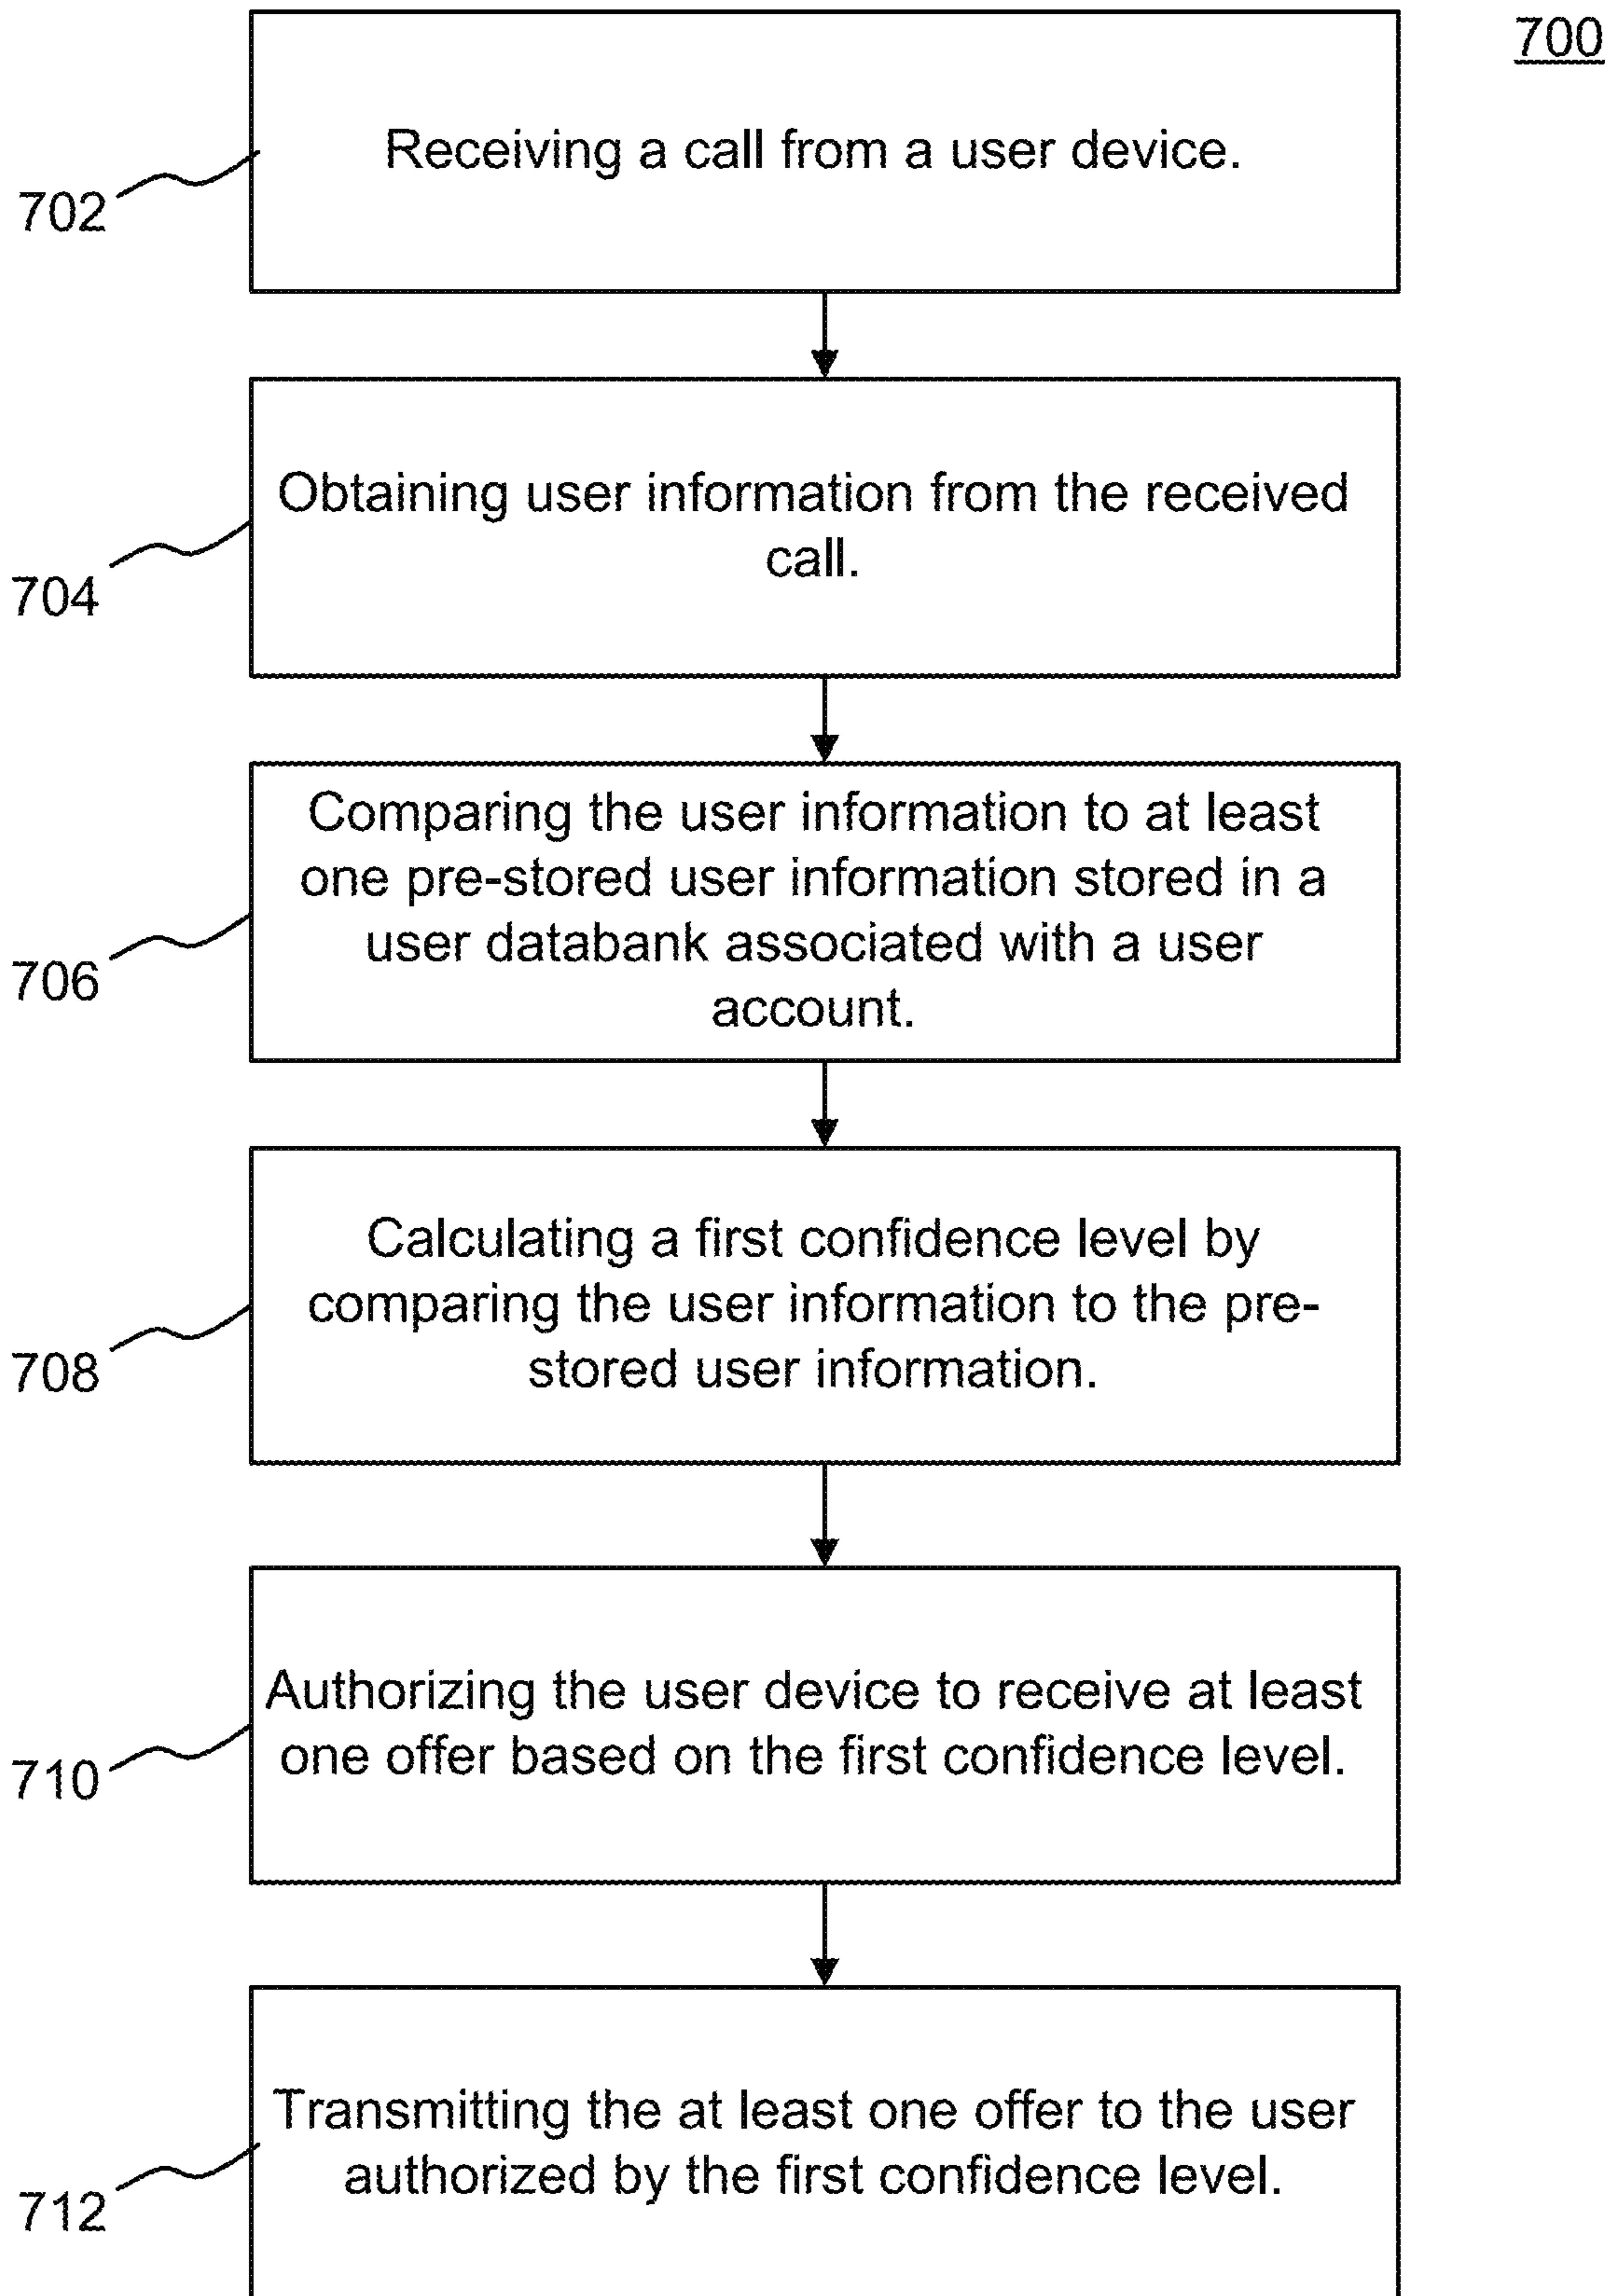 700
Receiving a call from a user device.
702
Obtaining user information from the received
call.
704
Comparing the user information to at least
one pre-stored user information stored in a
user databank associated with a user
account.
706
Calculating a first confidence level by
comparing the user information to the pre-
stored user information.
708
Authorizing the user device to receive at least
one offer based on the first confidence level.
710
Transmitting the at least one offer to the user
authorized by the first confidence level.
712